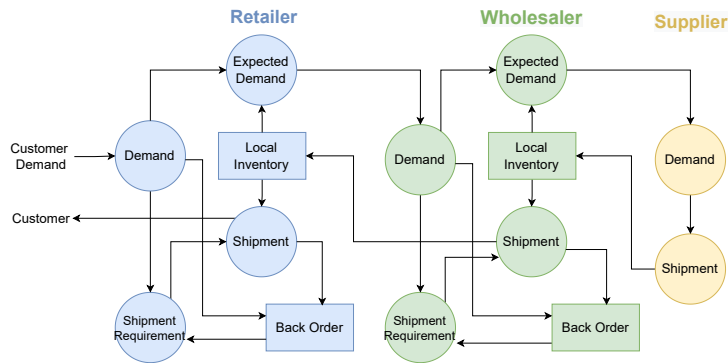 Retailer
Wholesaler
Supplier
Expected
Demand
Expected
Demand
Customer
Demand
Demand
Local
Inventory
Demand
Local
Inventory
Demand
Customer
Shipment
Shipment
Shipment
Shipment
Requirement
Back Order
Shipment
Requirement
Back Order